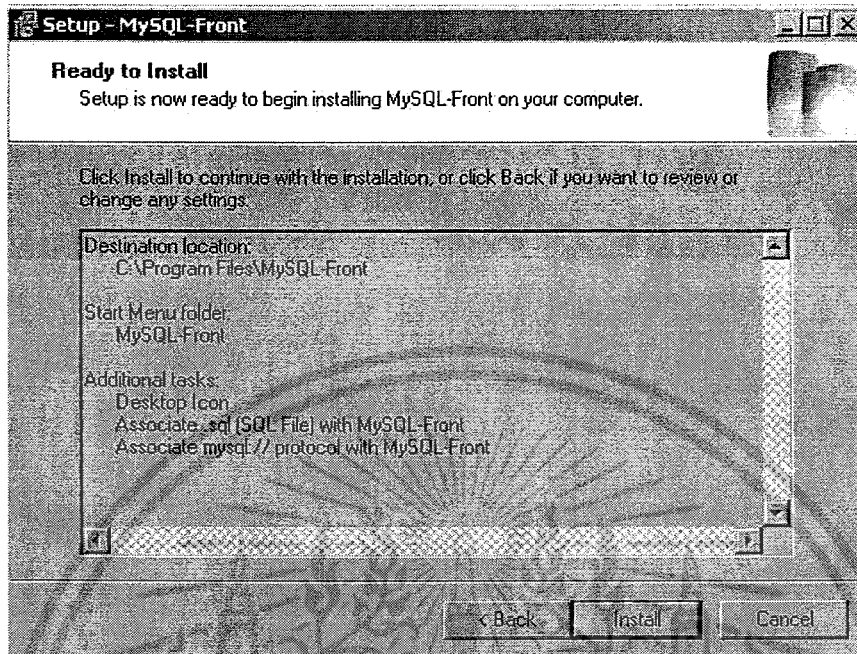 Setup - MySQL-Front
Ready to Install
Setup is now ready to begin installing MySQL-Front on your computer.
Click Install to continue with the installation, or click Back if you want to review or
change any settings.
Destination location:
C:\Program Files\MySQL-Front
Start Menu folder:
MySQL-Front
Additional tasks:
Desktop Icon
Associate .sql (SQL File) with MySQL-Front
Associate mysql:// protocol with MySQL-Front
< Back
Install
Cancel